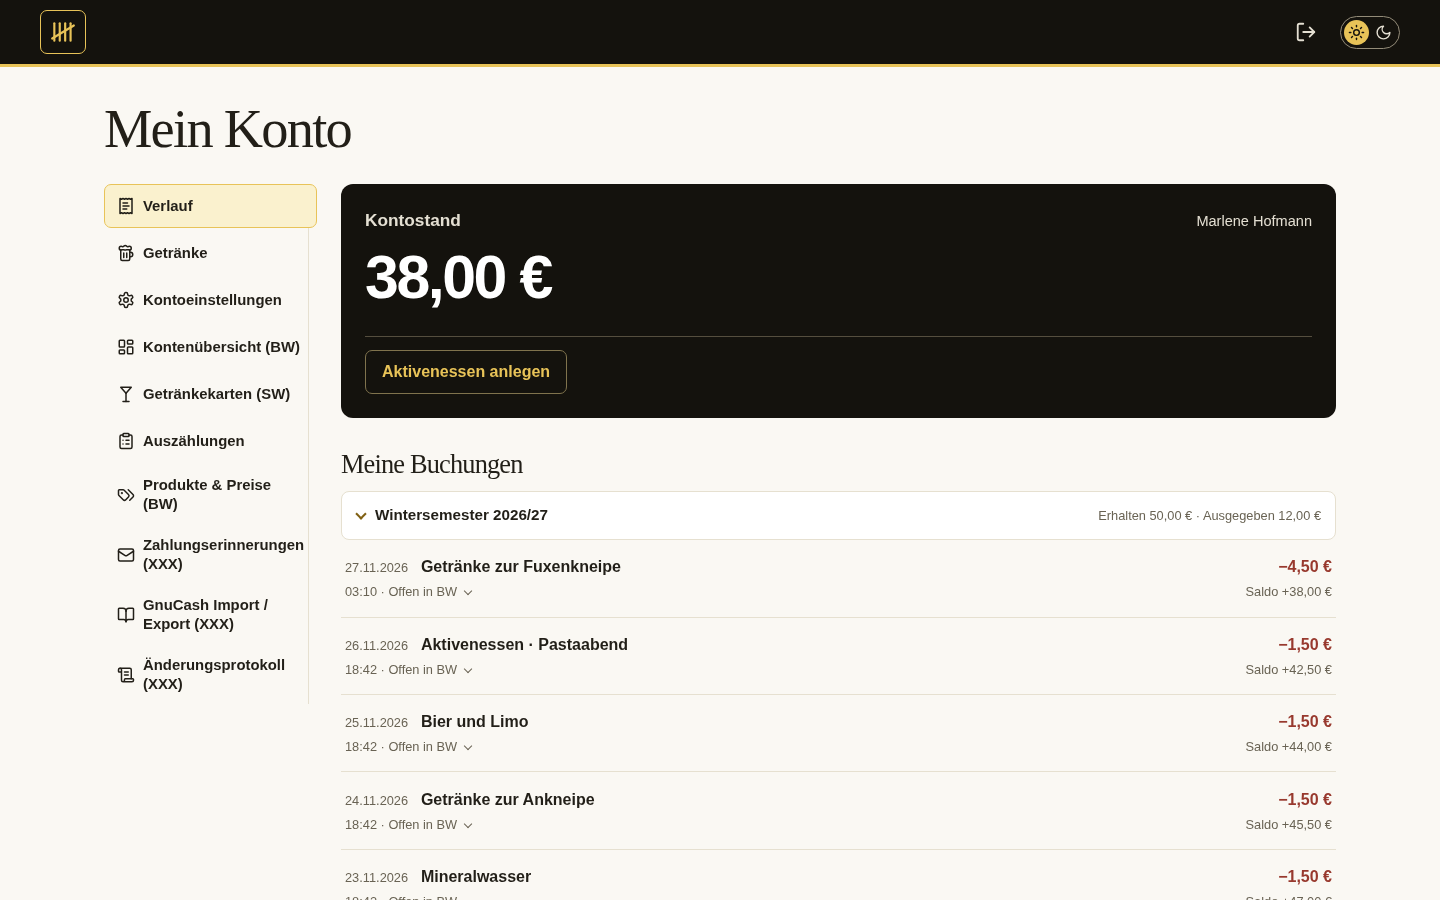 Mein Konto
Verlauf
Getränke
Kontoeinstellungen
Kontenübersicht (BW)
Getränkekarten (SW)
Auszählungen
Produkte & Preise
(BW)
Zahlungserinnerungen
(XXX)
GnuCash Import /
Export (XXX)
Änderungsprotokoll
(XXX)
Kontostand
Marlene Hofmann
38,00 €
Aktivenessen anlegen
Meine Buchungen
Wintersemester 2026/27
Erhalten 50,00 € · Ausgegeben 12,00 €
27.11.2026 Getränke zur Fuxenkneipe −4,50 €
03:10 · Offen in BW Saldo +38,00 €
26.11.2026 Aktivenessen · Pastaabend −1,50 €
18:42 · Offen in BW Saldo +42,50 €
25.11.2026 Bier und Limo −1,50 €
18:42 · Offen in BW Saldo +44,00 €
24.11.2026 Getränke zur Ankneipe −1,50 €
18:42 · Offen in BW Saldo +45,50 €
23.11.2026 Mineralwasser −1,50 €